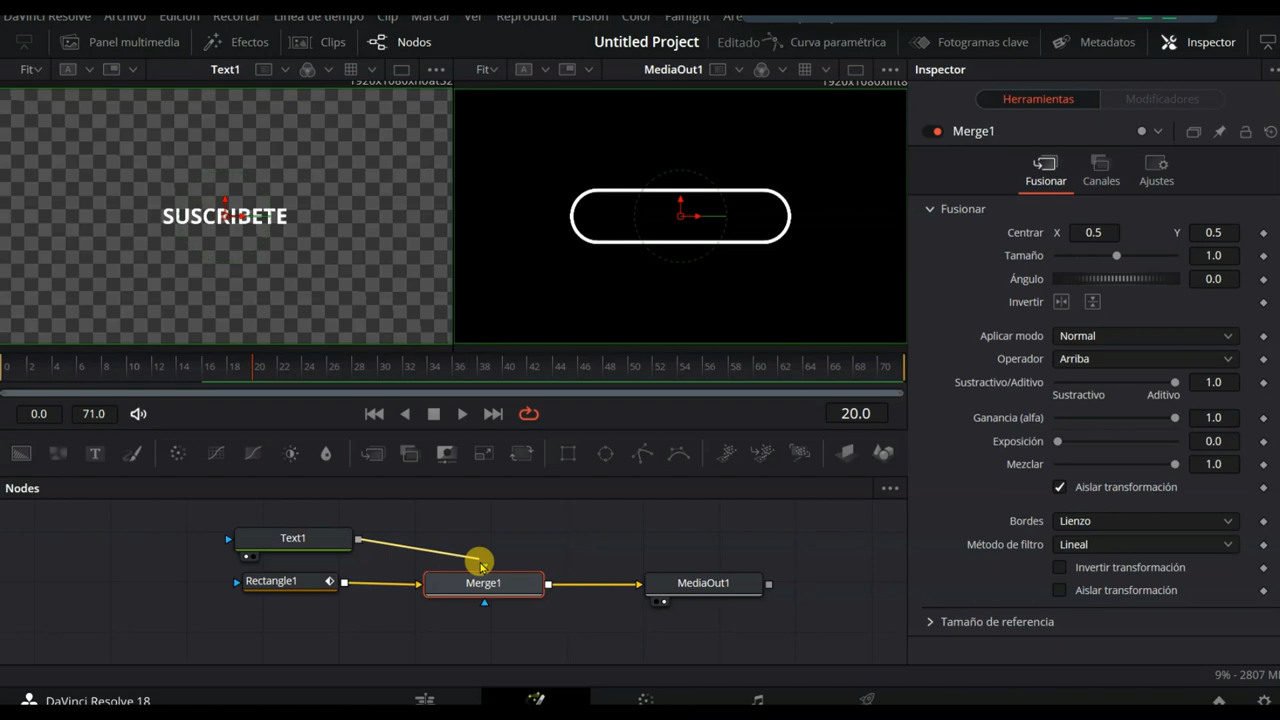 DaVinci Resolve Archivo Edición Recortar Línea de tiempo Clip Marcar Ver Reproducir Fusion Color Fairlight
Panel multimedia Efectos Clips Nodos Untitled Project Editado Curva paramétrica Fotogramas clave Metadatos Inspector
Fit Text1 Fit MediaOut1 Inspector
Herramientas Modificadores
Merge1
Fusionar Canales Ajustes
Fusionar
Centrar X 0.5 Y 0.5
SUSCRIBETE
Tamaño 1.0
Ángulo 0.0
Invertir
Aplicar modo Normal
Operador Arriba
0 2 4 6 8 10 12 14 16 18 20 22 24 26 28 30 32 34 36 38 40 42 44 46 48 50 52 54 56 58 60 62 64 66 68 70
Sustractivo/Aditivo 1.0
Sustractivo Aditivo
0.0 71.0 20.0
Ganancia (alfa) 1.0
Exposición 0.0
Mezclar 1.0
Aislar transformación
Nodos
Bordes Lienzo
Método de filtro Lineal
Invertir transformación
Aislar transformación
Text1
Rectangle1 Merge1 MediaOut1
Tamaño de referencia
9% - 2807 M
DaVinci Resolve 18